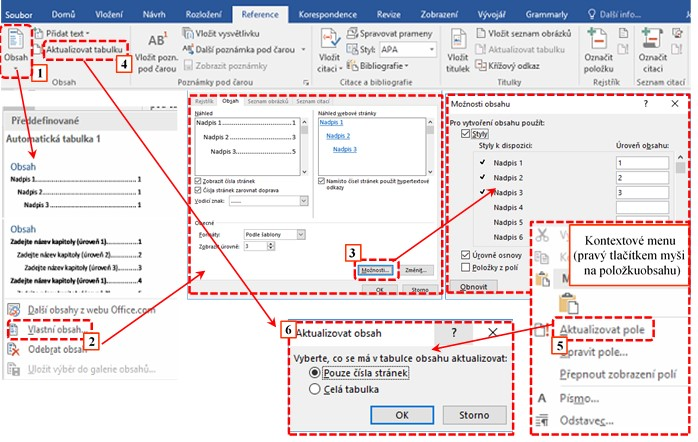 Soubor Domů Vložení Návrh Rozložení Reference Korespondence Revize Zobrazení Vývojář Grammarly Další info...
Obsah
Přidat text
Aktualizovat tabulku
Obsah
AB1
Vložit pozn.
pod čarou
Vložit vysvětlivku
Další poznámka pod čarou
Zobrazit poznámky
Poznámky pod čarou
Vložit
citaci
Spravovat prameny
Styl: APA
Bibliografie
Citace a bibliografie
Vložit
titulek
Vložit seznam obrázků
Aktualizovat tabulku
Křížový odkaz
Titulky
Označit
položku
Rejstřík
Označit
citaci
Seznam citací
1
4
Předdefinované
Automatická tabulka 1
Obsah
Nadpis 1 1
Nadpis 2 1
Nadpis 3 1
Obsah
Zadejte název kapitoly (úroveň 1) 1
Zadejte název kapitoly (úroveň 2) 2
Zadejte název kapitoly (úroveň 3) 3
Zadejte název kapitoly (úroveň 1) 4
Další obsahy z webu Office.com
Vlastní obsah...
Odebrat obsah
Uložit výběr do galerie obsahů...
2
Rejstřík Obsah Seznam obrázků Seznam citací
Náhled
Nadpis 1 1
Nadpis 2 3
Nadpis 3 5
Náhled webové stránky
Nadpis 1
Nadpis 2
Nadpis 3
Zobrazit čísla stránek
Čísla stránek zarovnat doprava
Vodicí znak: .......
Namísto čísel stránek použít hypertextové
odkazy
Obecné
Formáty: Podle šablony
Zobrazit úrovně: 3
3
Možnosti... Změnit...
OK Storno
Možnosti obsahu
Pro vytvoření obsahu použít:
Styly
Styly k dispozici: Úroveň obsahu:
Nadpis 1 1
Nadpis 2 2
Nadpis 3 3
Nadpis 4
Nadpis 5
Nadpis 6
Úrovně osnovy
Položky z polí
Obnovit
Kontextové menu
(pravý tlačítkem myši
na položkuobsahu)
Aktualizovat pole
5
Upravit pole...
Přepnout zobrazení polí
Písmo...
Odstavec...
6
Aktualizovat obsah ?
Vyberte, co se má v tabulce obsahu aktualizovat:
Pouze čísla stránek
Celá tabulka
OK Storno